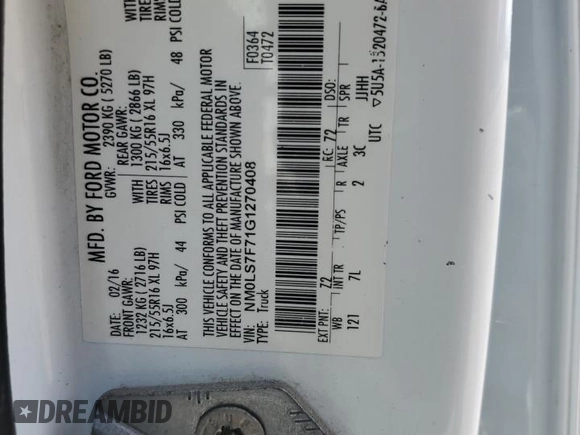 MFD. BY FORD MOTOR CO.
DATE: 02/16 GVWR: 2390 KG ( 5270 LB)
FRONT GAWR: REAR GAWR:
1232 KG ( 2716 LB) 1300 KG ( 2866 LB)
WITH TIRES
215/55R16 XL 97H 215/55R16 XL 97H
16x6.5J RIMS 16x6.5J RIMS
AT 300 kPa/ 44 PSI COLD AT 330 kPa/ 48 PSI COLD
THIS VEHICLE CONFORMS TO ALL APPLICABLE FEDERAL MOTOR
VEHICLE SAFETY AND THEFT PREVENTION STANDARDS IN
EFFECT ON THE DATE OF MANUFACTURE SHOWN ABOVE.
VIN: NM0LS7F71G1270408
TYPE: Truck
F0364
T0472
EXT PNT: Z2 RC: 72 DSO:
WB INT TR TP/PS R AXLE TR SPR
121 7L 2 3C JJHH
UTC ▽5U5A-1520472-
DREAMBID